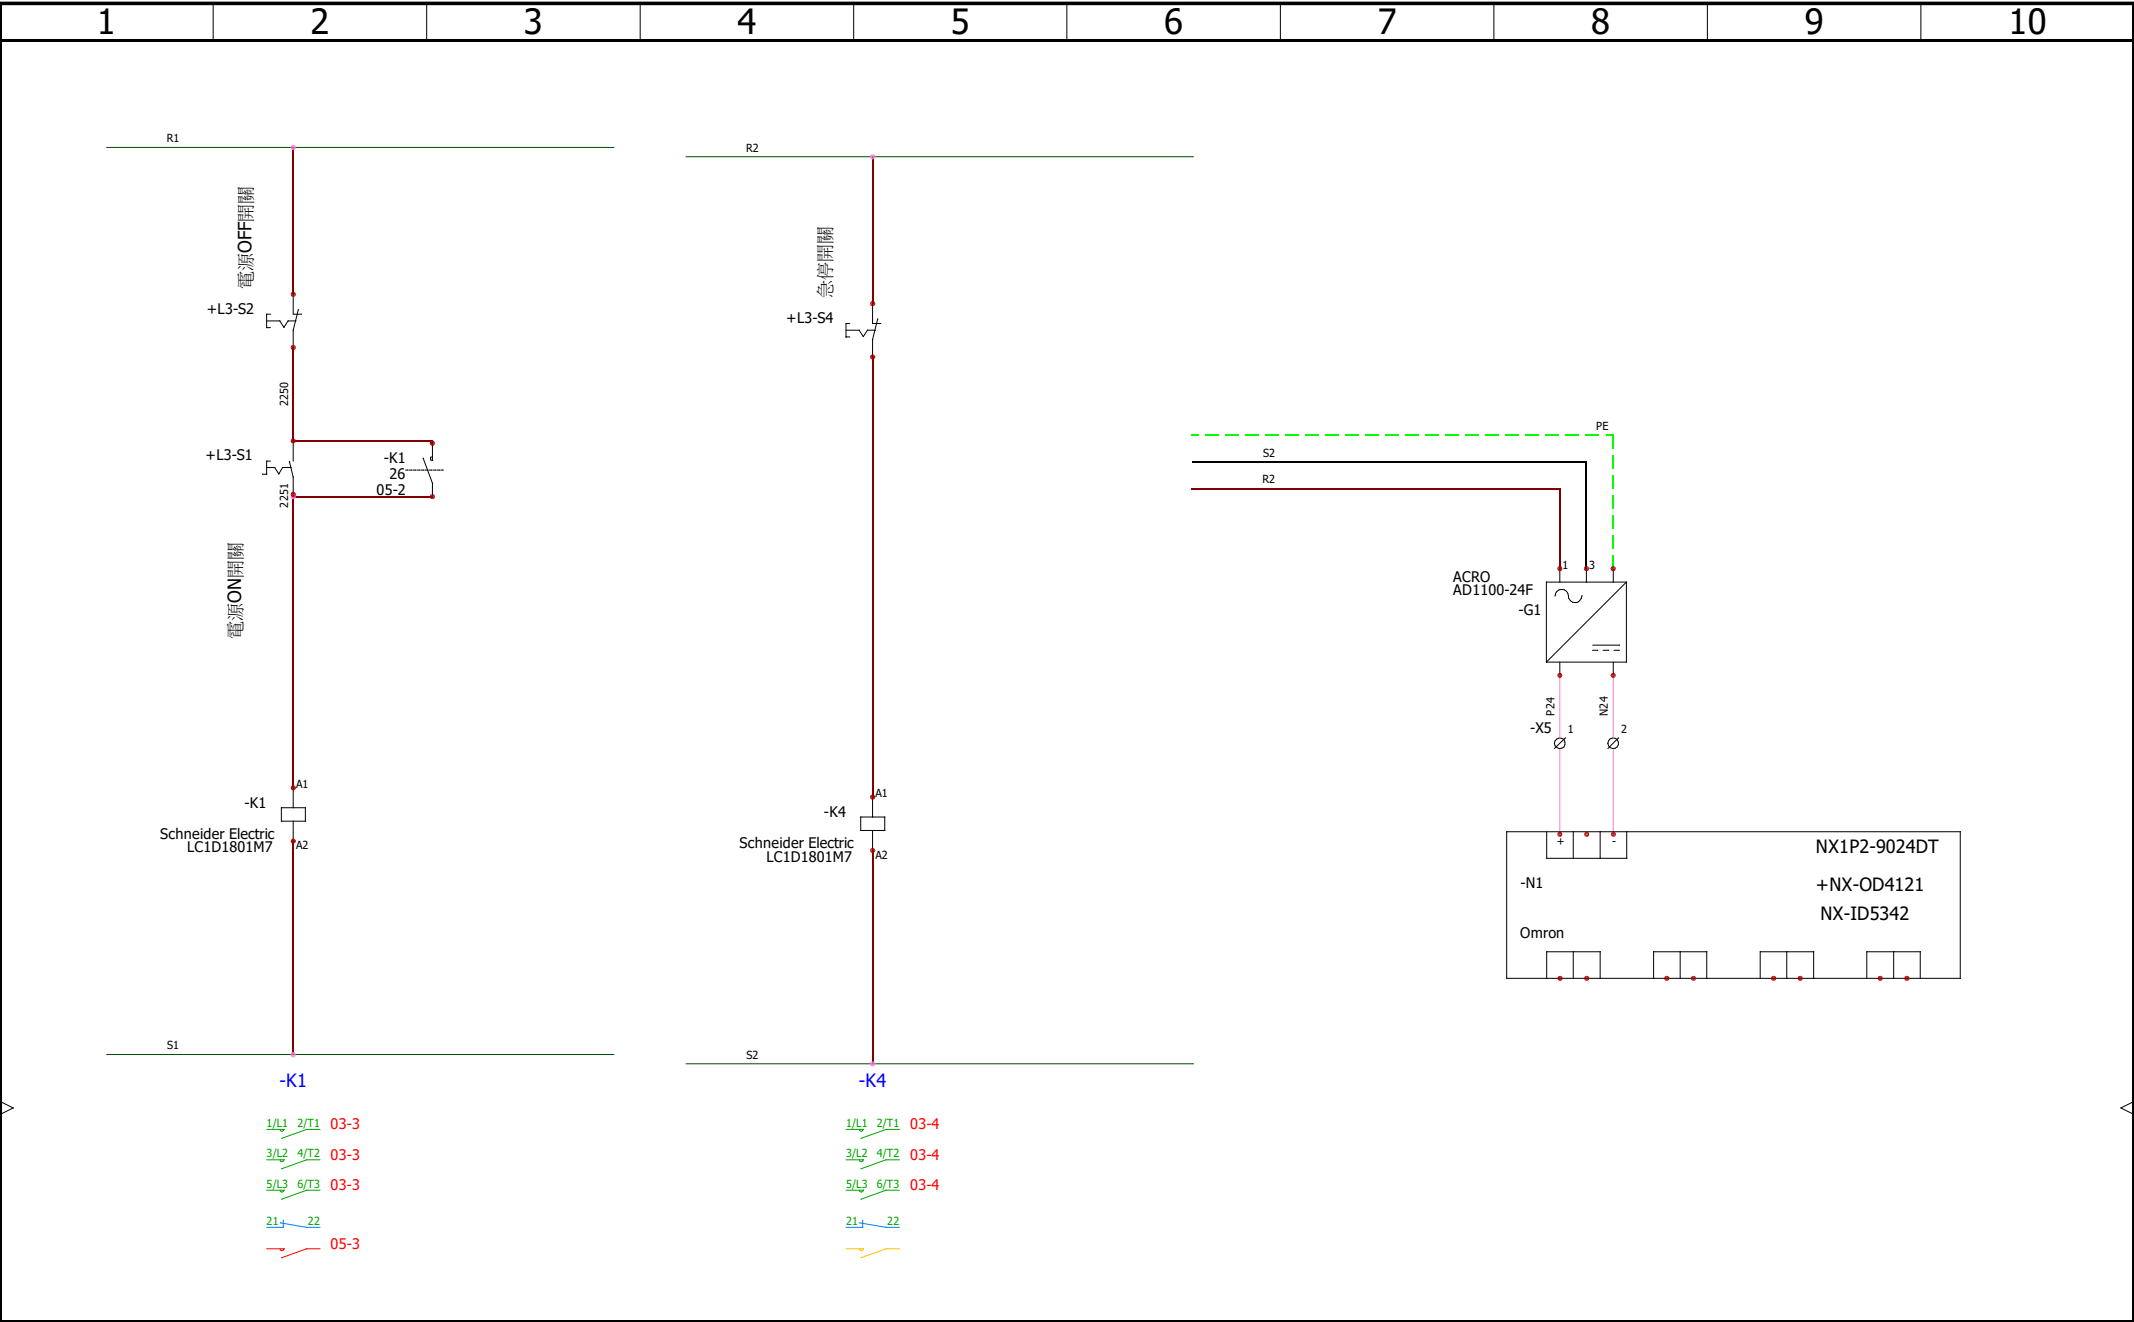 1 2 3 4 5 6 7 8 9 10
R1
電源OFF開關
+L3-S2
2250
+L3-S1
2251
-K1
26
05-2
電源ON開關
A1
-K1
Schneider Electric
LC1D1801M7
A2
S1
-K1
1/L1 2/T1 03-3
3/L2 4/T2 03-3
5/L3 6/T3 03-3
21 22
05-3
R2
急停開關
+L3-S4
A1
-K4
Schneider Electric
LC1D1801M7
A2
S2
-K4
1/L1 2/T1 03-4
3/L2 4/T2 03-4
5/L3 6/T3 03-4
21 22
PE
S2
R2
1 3
ACRO
AD1100-24F
-G1
P24 N24
-X5 1 2
+ -
NX1P2-9024DT
-N1 +NX-OD4121
NX-ID5342
Omron